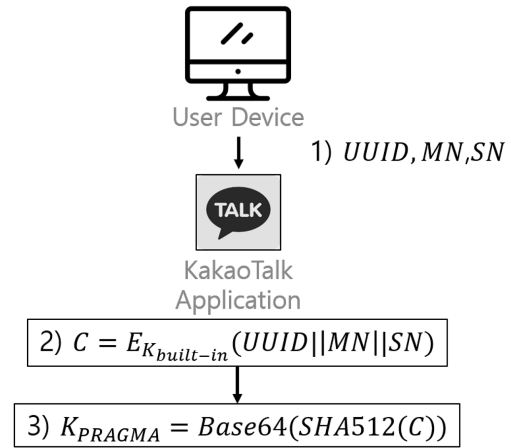 User Device
1) UUID, MN,SN
TALK
KakaoTalk
Application
2) C = E_{K_{built-in}}(UUID||MN||SN)
3) K_{PRAGMA} = Base64(SHA512(C))